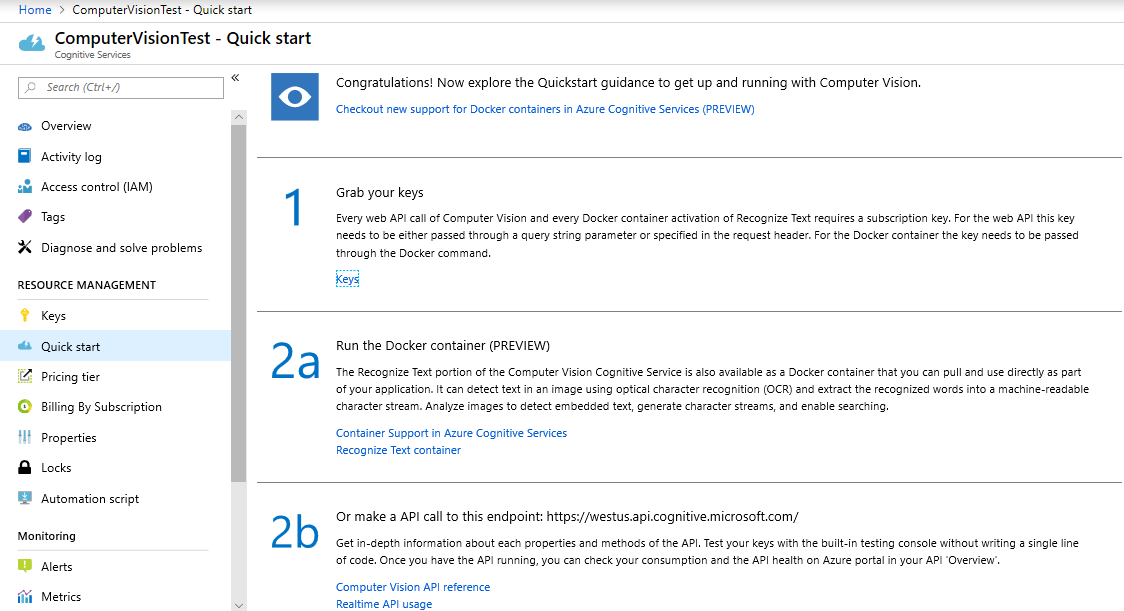 Home > ComputerVisionTest - Quick start
ComputerVisionTest - Quick start
Cognitive Services
Search (Ctrl+/)
«
Overview
Activity log
Access control (IAM)
Tags
Diagnose and solve problems
RESOURCE MANAGEMENT
Keys
Quick start
Pricing tier
Billing By Subscription
Properties
Locks
Automation script
Monitoring
Alerts
Metrics
Congratulations! Now explore the Quickstart guidance to get up and running with Computer Vision.
Checkout new support for Docker containers in Azure Cognitive Services (PREVIEW)
1
Grab your keys
Every web API call of Computer Vision and every Docker container activation of Recognize Text requires a subscription key. For the web API this key
needs to be either passed through a query string parameter or specified in the request header. For the Docker container the key needs to be passed
through the Docker command.
Keys
2a
Run the Docker container (PREVIEW)
The Recognize Text portion of the Computer Vision Cognitive Service is also available as a Docker container that you can pull and use directly as part
of your application. It can detect text in an image using optical character recognition (OCR) and extract the recognized words into a machine-readable
character stream. Analyze images to detect embedded text, generate character streams, and enable searching.
Container Support in Azure Cognitive Services
Recognize Text container
2b
Or make a API call to this endpoint: https://westus.api.cognitive.microsoft.com/
Get in-depth information about each properties and methods of the API. Test your keys with the built-in testing console without writing a single line
of code. Once you have the API running, you can check your consumption and the API health on Azure portal in your API 'Overview'.
Computer Vision API reference
Realtime API usage